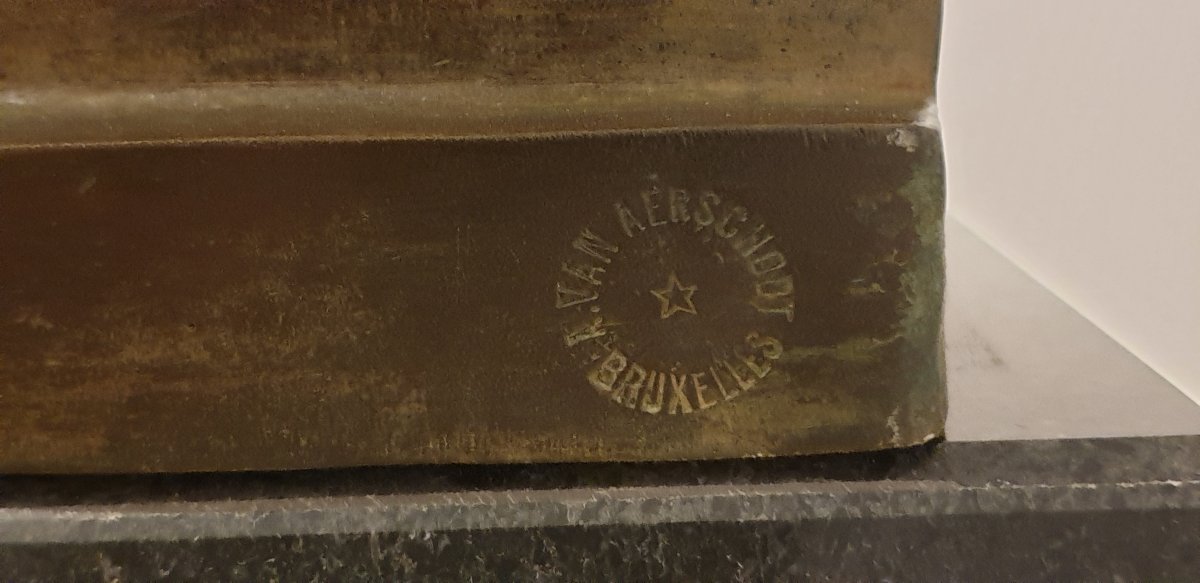 A. VAN AERSCHODT
BRUXELLES